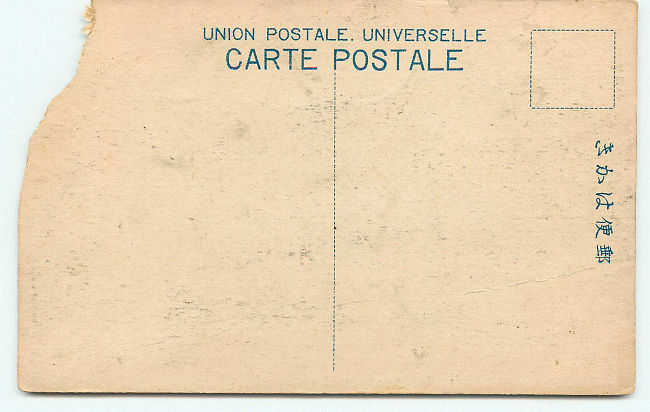 UNION POSTALE. UNIVERSELLE
CARTE POSTALE
郵便はかき